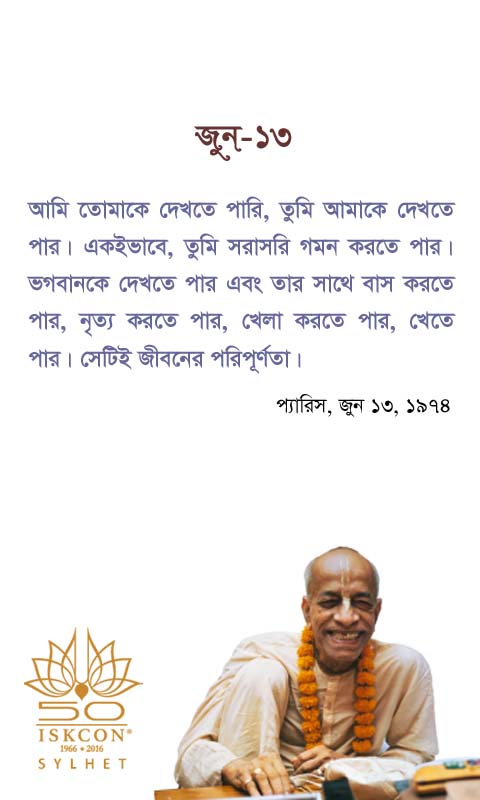 জুন-১৩
আমি তোমাকে দেখতে পারি, তুমি আমাকে দেখতে
পার। একইভাবে, তুমি সরাসরি গমন করতে পার।
ভগবানকে দেখতে পার এবং তার সাথে বাস করতে
পার, নৃত্য করতে পার, খেলা করতে পার, খেতে
পার। সেটিই জীবনের পরিপূর্ণতা।
প্যারিস, জুন ১৩, ১৯৭৪
50
ISKCON®
1966 • 2016
SYLHET